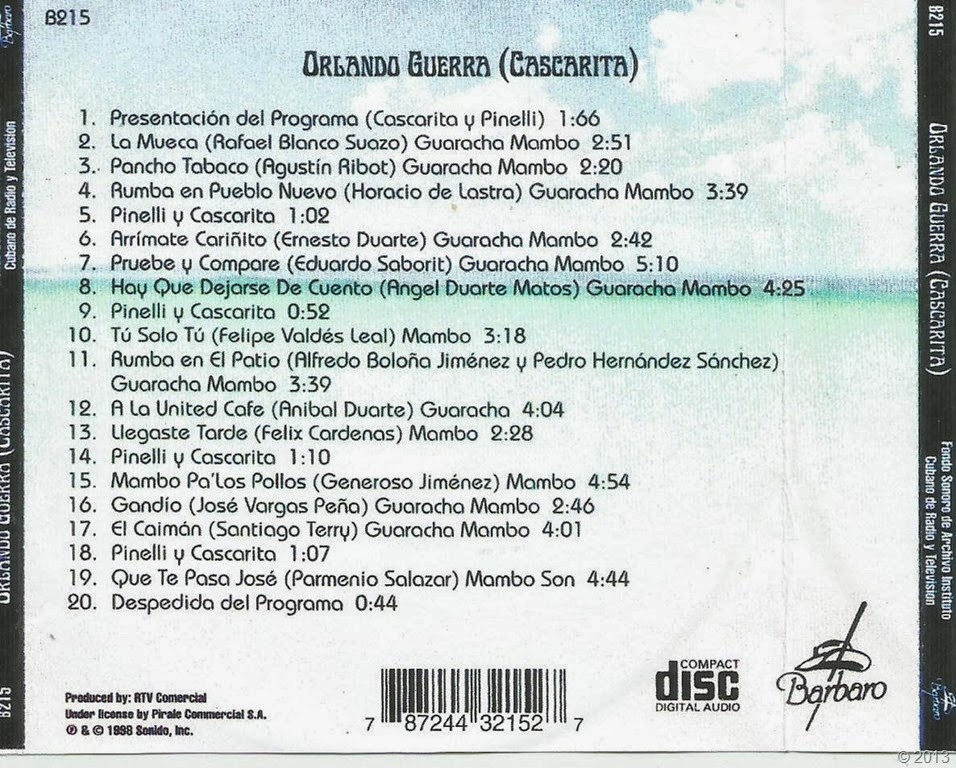 B215
ORLANDO GUERRA (CASCARITA)
1. Presentación del Programa (Cascarita y Pinelli) 1:66
2. La Mueca (Rafael Blanco Suazo) Guaracha Mambo 2:51
3. Pancho Tabaco (Agustín Ribot) Guaracha Mambo 2:20
4. Rumba en Pueblo Nuevo (Horacio de Lastra) Guaracha Mambo 3:39
5. Pinelli y Cascarita 1:02
6. Arrímate Cariñito (Ernesto Duarte) Guaracha Mambo 2:42
7. Pruebe y Compare (Eduardo Saborit) Guaracha Mambo 5:10
8. Hay Que Dejarse De Cuento (Angel Duarte Matos) Guaracha Mambo 4:25
9. Pinelli y Cascarita 0:52
10. Tú Solo Tú (Felipe Valdés Leal) Mambo 3:18
11. Rumba en El Patio (Alfredo Boloña Jiménez y Pedro Hernández Sánchez)
Guaracha Mambo 3:39
12. A La United Cafe (Anibal Duarte) Guaracha 4:04
13. Llegaste Tarde (Felix Cardenas) Mambo 2:28
14. Pinelli y Cascarita 1:10
15. Mambo Pa'Los Pollos (Generoso Jiménez) Mambo 4:54
16. Gandío (José Vargas Peña) Guaracha Mambo 2:46
17. El Caimán (Santiago Terry) Guaracha Mambo 4:01
18. Pinelli y Cascarita 1:07
19. Que Te Pasa José (Parmenio Salazar) Mambo Son 4:44
20. Despedida del Programa 0:44
Produced by: RTV Comercial
Under license by Pirale Commercial S.A.
℗ & © 1998 Sonido, Inc.
7 87244 32152 7
COMPACT
disc
DIGITAL AUDIO
Barbaro
B215
ORLANDO GUERRA (CASCARITA)
Fondo Sonoro de Archivo Instituto
Cubano de Radio y Television
Barbaro
Barbaro
Cubano de Radio y Television
ORLANDO GUERRA (CASCARITA)
B215
© 2013